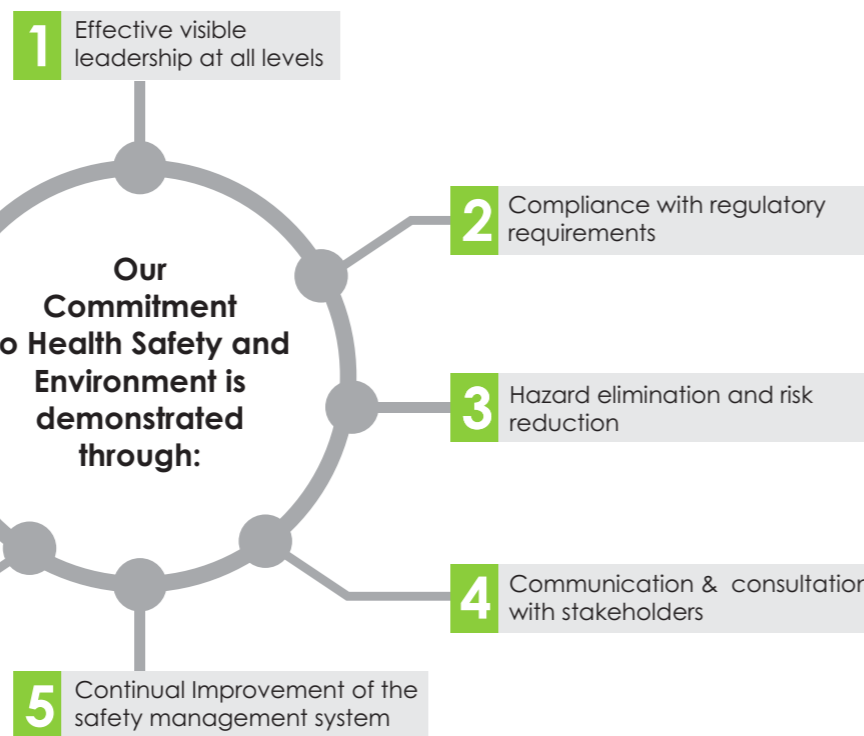 1
Effective visible
leadership at all levels
2
Compliance with regulatory
requirements
Our
Commitment
o Health Safety and
Environment is
demonstrated
through:
3
Hazard elimination and risk
reduction
4
Communication & consultation
with stakeholders
5
Continual Improvement of the
safety management system